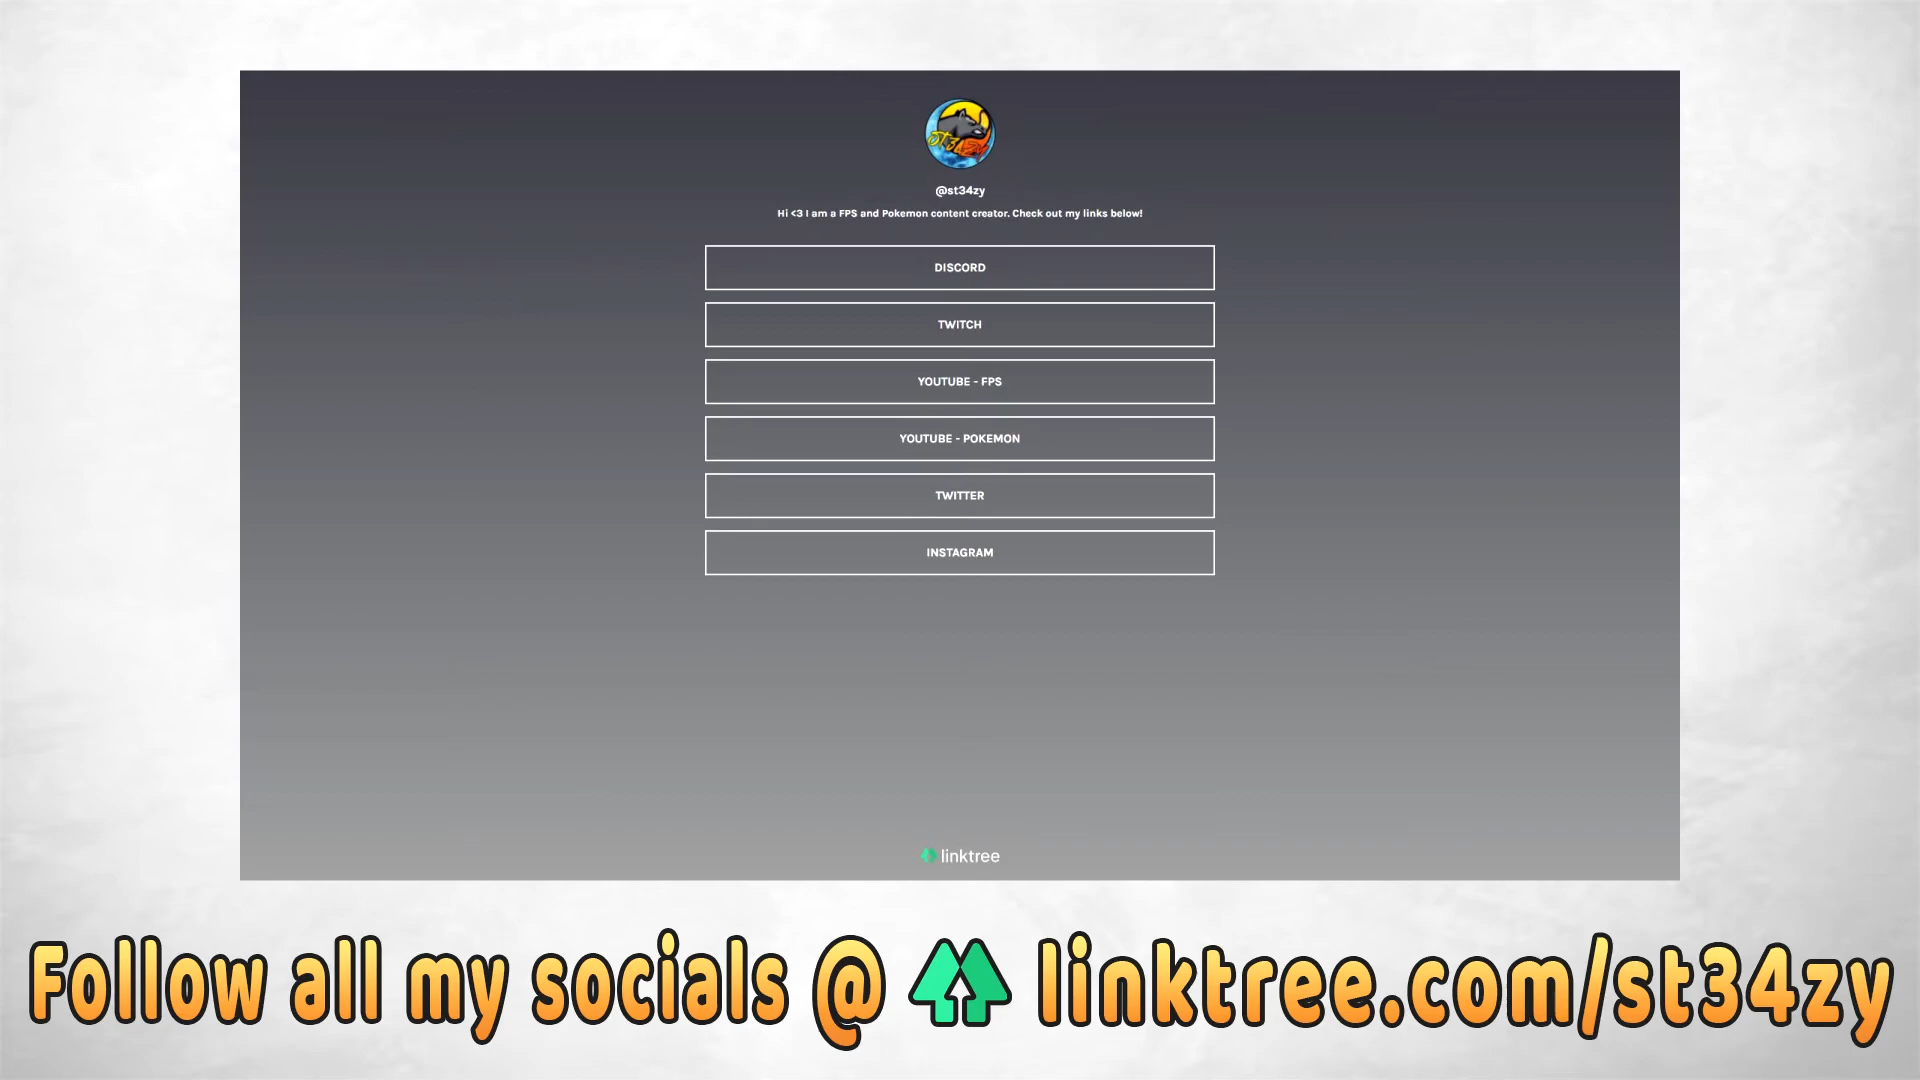 St34Zy
@st34zy
Hi <3 I am a FPS and Pokemon content creator. Check out my links below!
DISCORD
TWITCH
YOUTUBE - FPS
YOUTUBE - POKEMON
TWITTER
INSTAGRAM
linktree
Follow all my socials @ linktree.com/st34zy